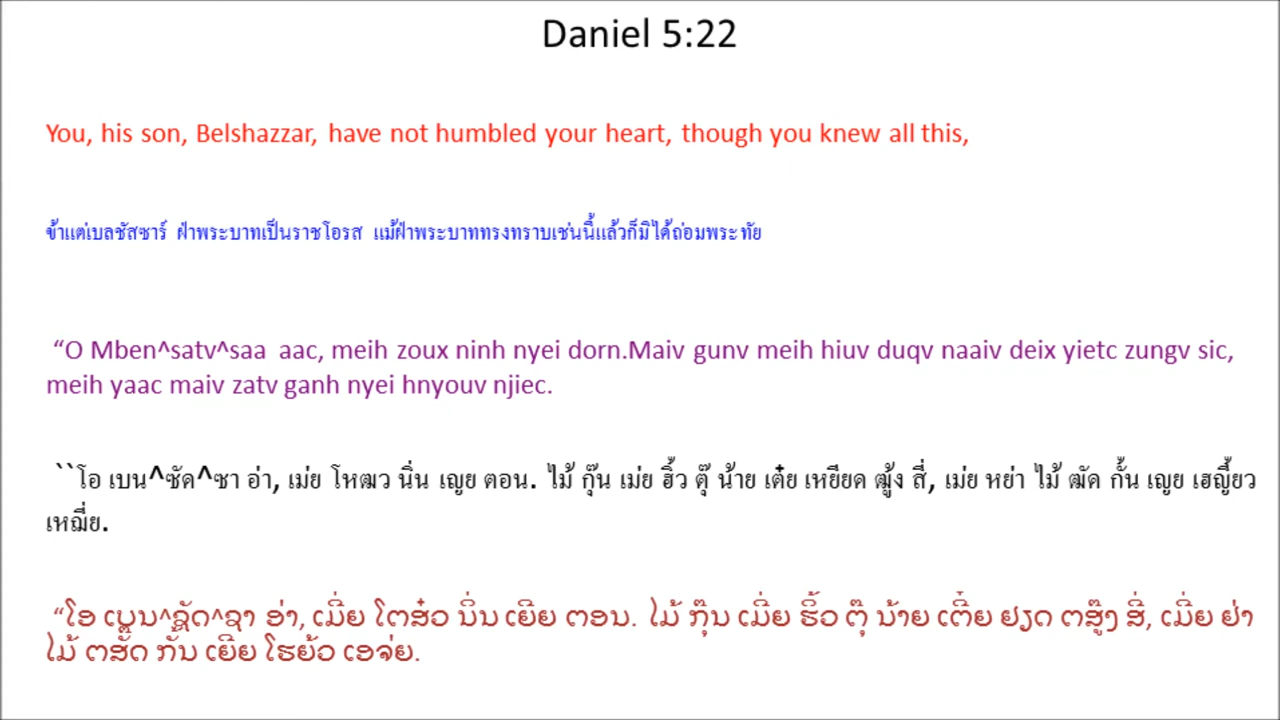 Daniel 5:22
You, his son, Belshazzar, have not humbled your heart, though you knew all this,
ข้าแต่เบลชัสซาร์ ฝ่าพระบาทเป็นราชโอรส แม้ฝ่าพระบาททรงทราบเช่นนี้แล้วก็มิได้ถ่อมพระทัย
“O Mben^satv^saa aac, meih zoux ninh nyei dorn.Maiv gunv meih hiuv duqv naaiv deix yietc zungv sic,
meih yaac maiv zatv ganh nyei hnyouv njiec.
``โอ เบน^ซัด^ซา อ่า, เม่ย โหฒว นิ่น เญย ตอน. ไม้ กุ๊น เม่ย ฮิ้ว ตุ๊ น้าย เต๋ย เหยียด ฒู้ง สี่, เม่ย หย่า ไม้ ฒัด กั้น เญย เฮญี้ยว
เหฌี่ย.
“ໂອ ເບູນ^ຊັດ^ຊາ ອ່າ, ເມີ່ຍ ໂຕສ໋ວ ນິ່ນ ເຍີຍ ຕອນ. ໄມ້ ກຸ໊ນ ເມີ່ຍ ຮິ້ວ ຕຸ໊ ນ້າຍ ເຕີ໋ຍ ຢຽດ ຕສູ໊ງ ສີ່, ເມີ່ຍ ຢ່າ
ໄມ້ ຕສັດ ກັ້ນ ເຍີຍ ໂຮຍ້ວ ເອຈ່ຍ.